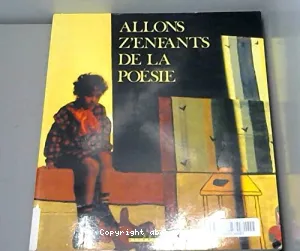 ALLONS
Z'ENFANTS
DE LA
POÉSIE